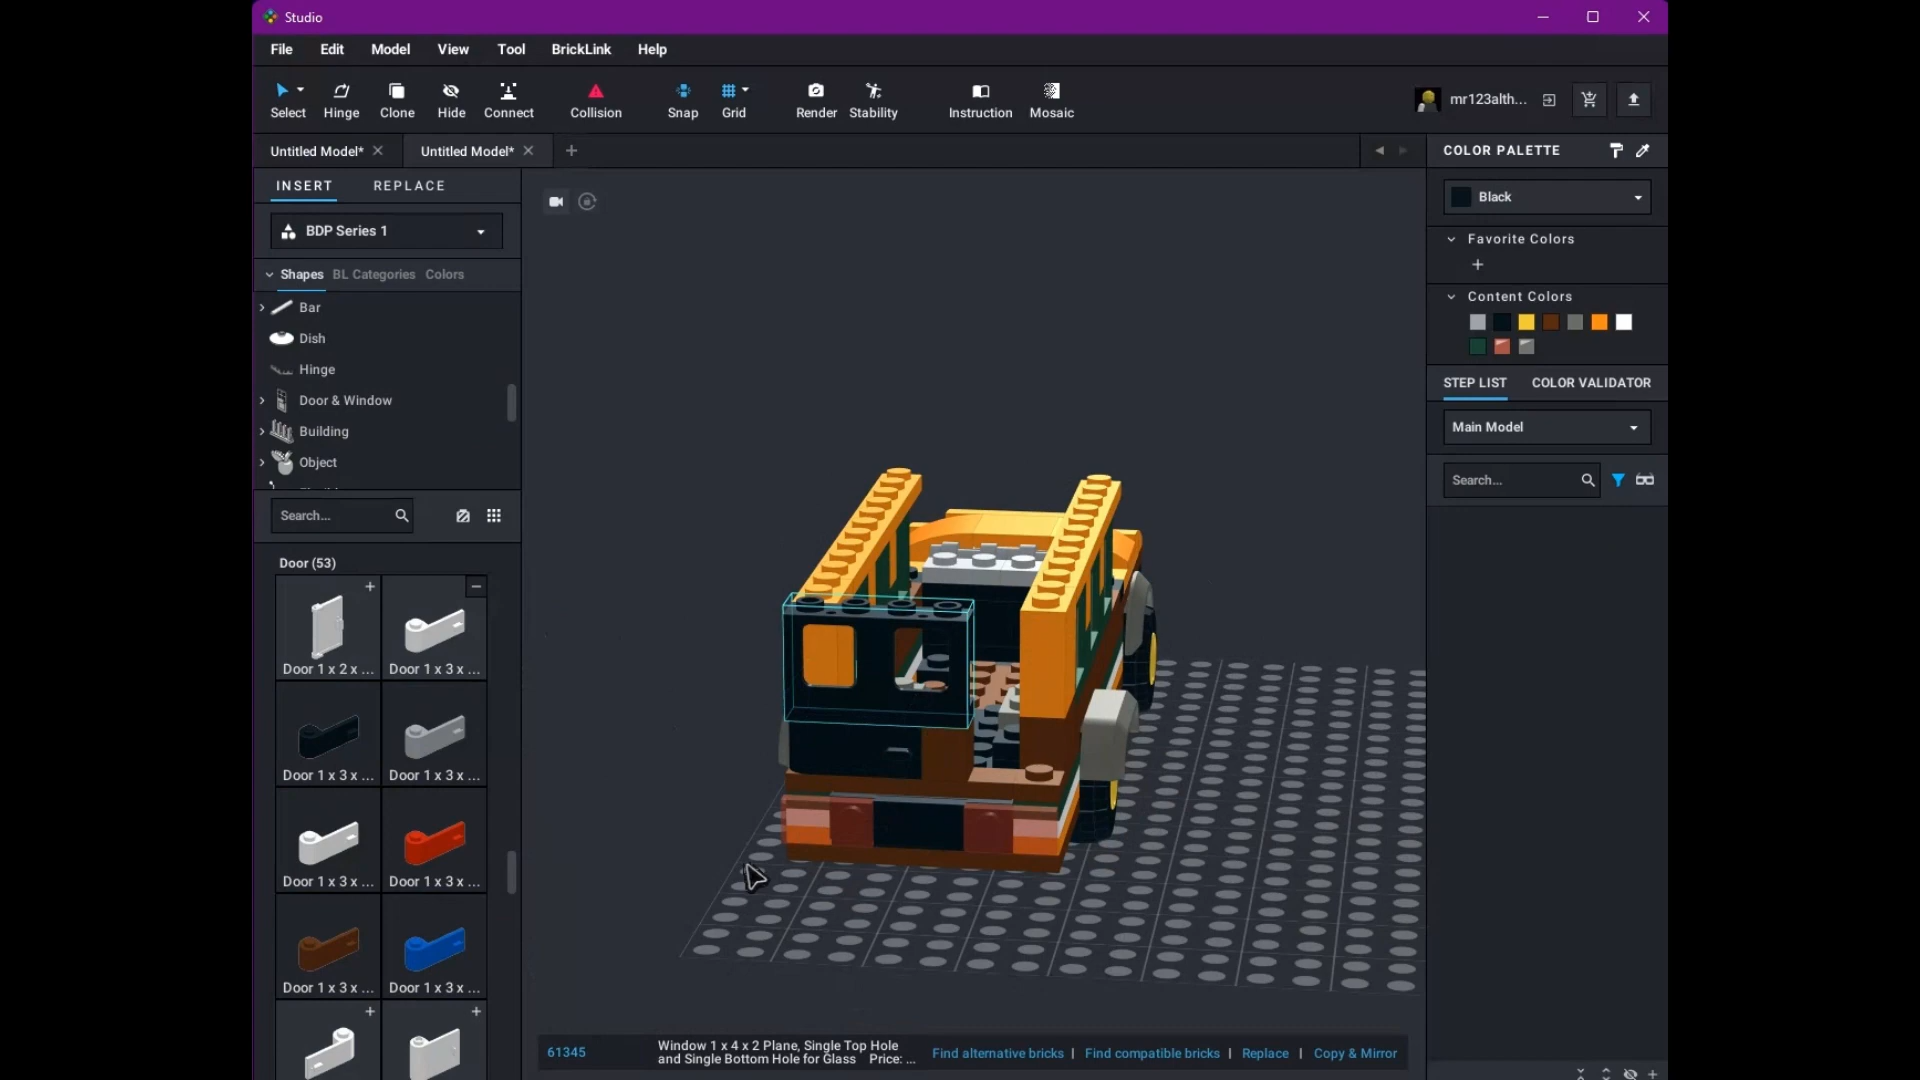 Studio
File Edit Model View Tool BrickLink Help
Select Hinge Clone Hide Connect Collision Snap Grid Render Stability Instruction Mosaic
mr123alth...
Untitled Model* Untitled Model*
COLOR PALETTE
INSERT REPLACE
Black
BDP Series 1
Favorite Colors
Shapes BL Categories Colors
Content Colors
Bar
Dish
Hinge
Door & Window
Building
Object
STEP LIST COLOR VALIDATOR
Main Model
Search...
Search...
Door (53)
Door 1 x 2 x ... Door 1 x 3 x ...
Door 1 x 3 x ... Door 1 x 3 x ...
Door 1 x 3 x ... Door 1 x 3 x ...
Door 1 x 3 x ... Door 1 x 3 x ...
61345
Window 1 x 4 x 2 Plane, Single Top Hole
and Single Bottom Hole for Glass Price: ...
Find alternative bricks | Find compatible bricks | Replace | Copy & Mirror